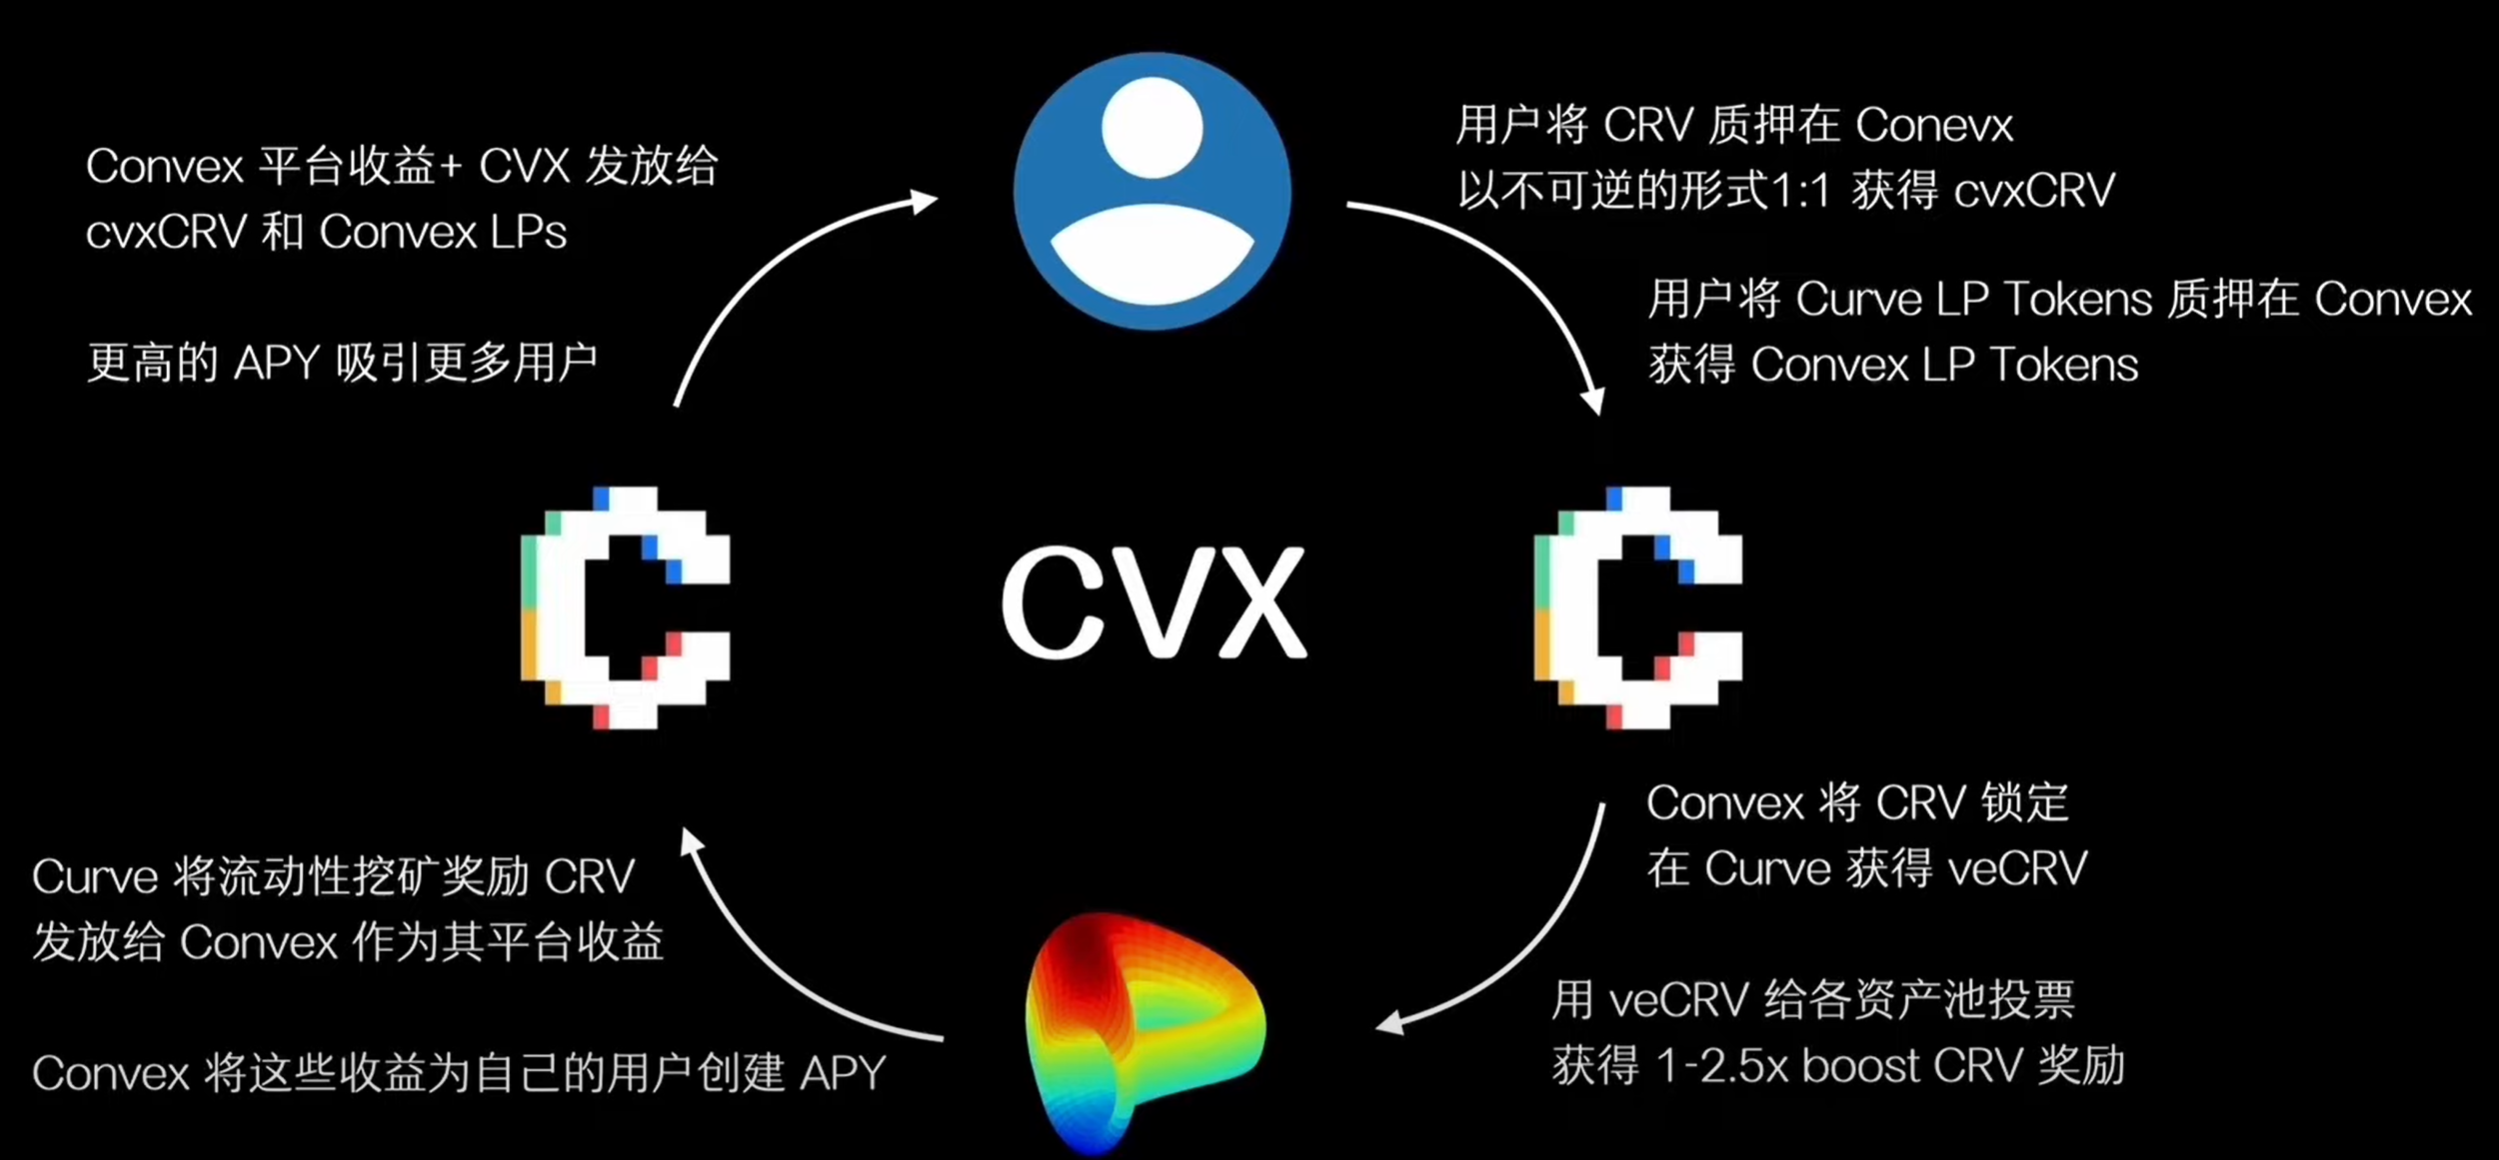 Convex 平台收益+ CVX 发放给
cvxCRV 和 Convex LPs
更高的 APY 吸引更多用户
用户将 CRV 质押在 Conevx
以不可逆的形式1:1 获得 cvxCRV
用户将 Curve LP Tokens 质押在 Convex
获得 Convex LP Tokens
CVX
Convex 将 CRV 锁定
在 Curve 获得 veCRV
用 veCRV 给各资产池投票
获得 1-2.5x boost CRV 奖励
Curve 将流动性挖矿奖励 CRV
发放给 Convex 作为其平台收益
Convex 将这些收益为自己的用户创建 APY